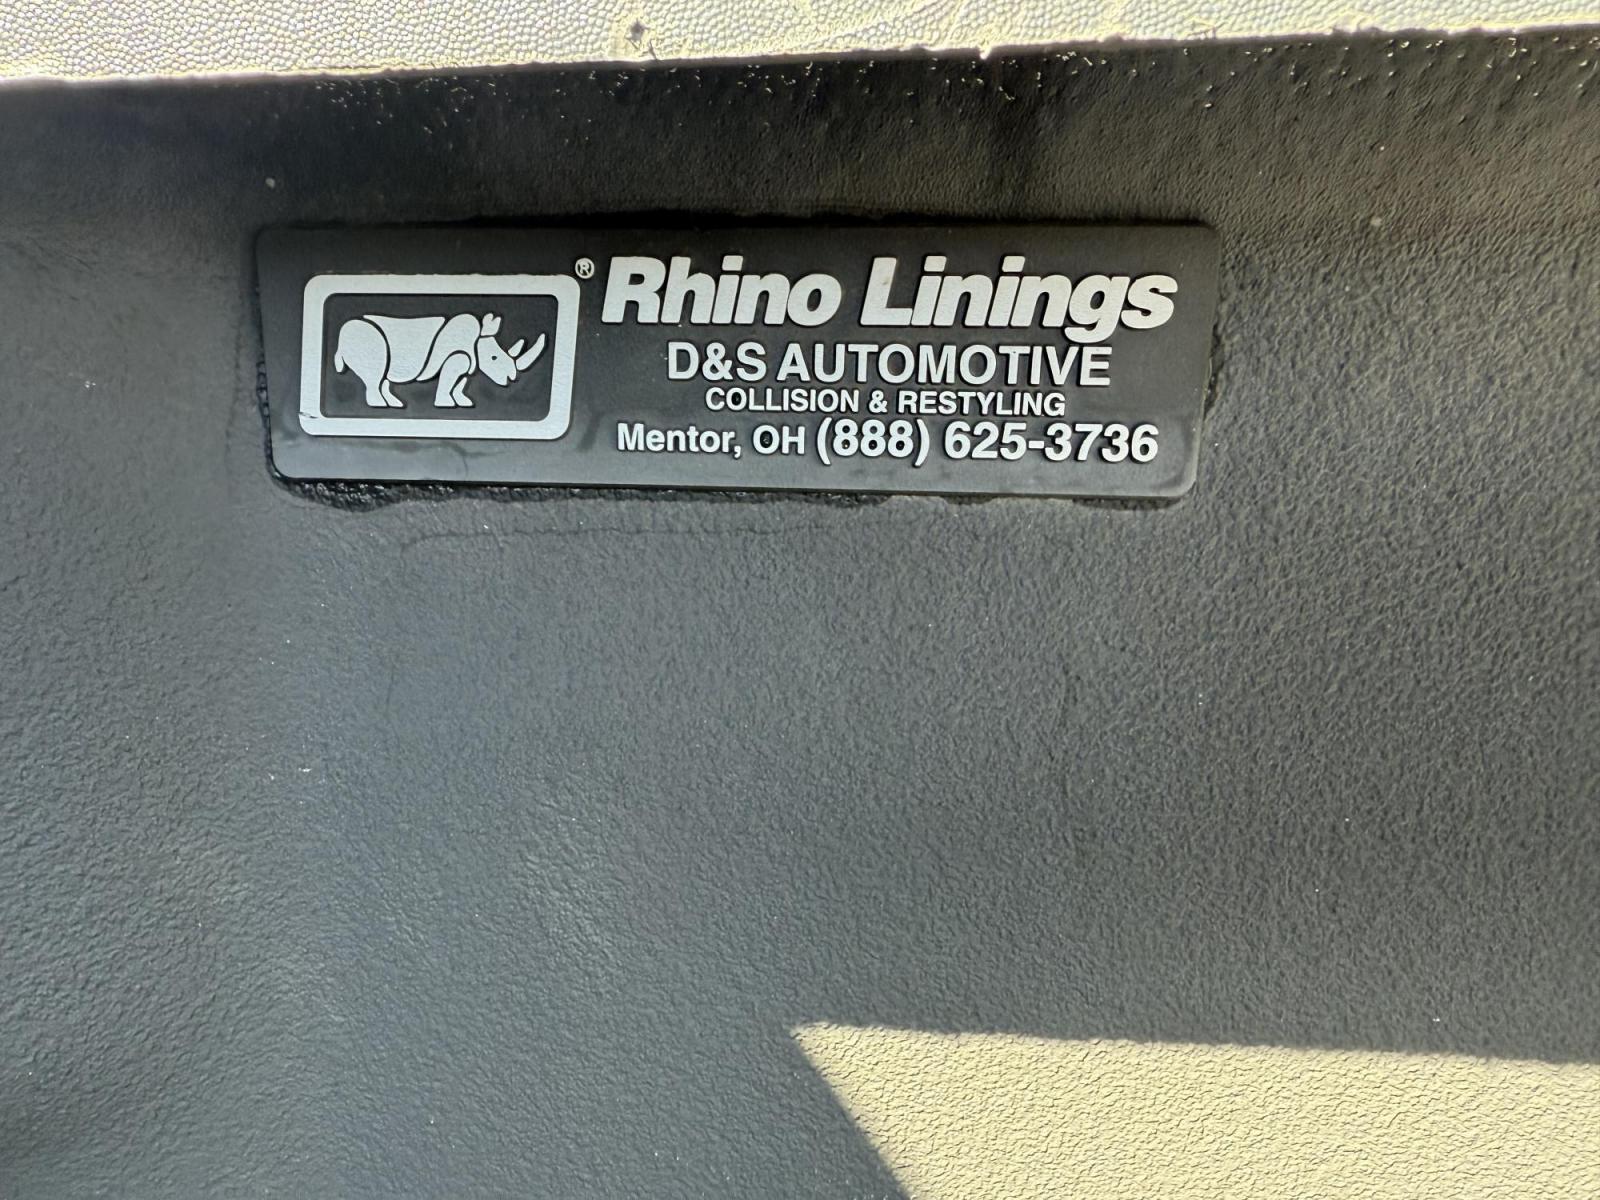 ® Rhino Linings
D&S AUTOMOTIVE
COLLISION & RESTYLING
Mentor, OH (888) 625-3736